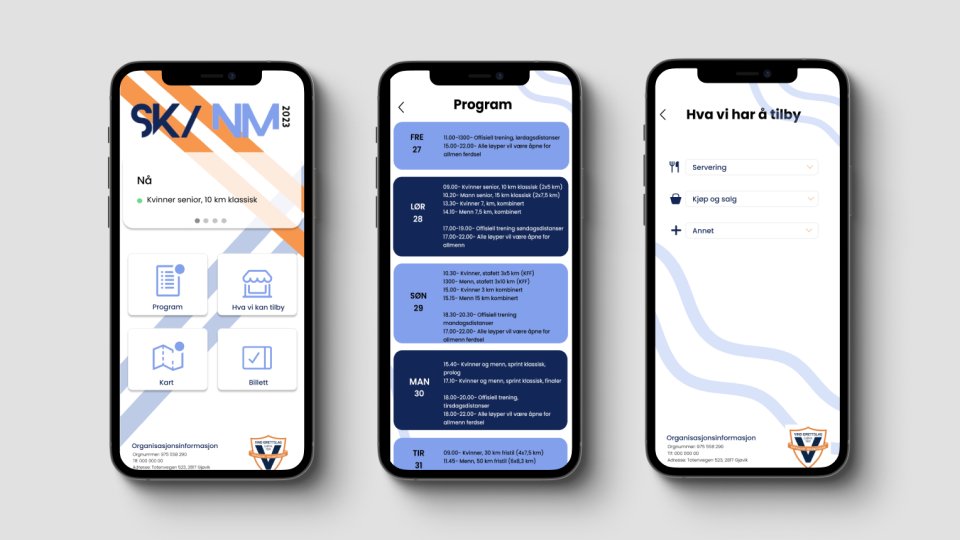 SK/ NM 2023
Nå
Kvinner senior, 10 km klassisk
Program
Hva vi kan tilby
Kart
Billett
Organisasjonsinformasjon
Orgnummer: 975 558 290
Tlf: 000 000 00
Adresse: Totenvegen 523, 2817 Gjøvik
Program
FRE
27
11.00-1300- Offisiell trening, lørdagsdistanser
15.00-22.00- Alle løyper vil være åpne for
allmen ferdsel
LØR
28
09.00- Kvinner senior, 10 km klassisk (2x5 km)
10.20- Mann senior, 15 km klassisk (2x7,5 km)
13.30- Kvinner 7, km, kombinert
14.10- Menn 7,5 km, kombinert
17.00-19.00- Offisiell trening søndagsdistanser
17.00-22.00- Alle løyper vil være åpne for
allmenn
SØN
29
10.30- Kvinner, stafett 3x5 km (KFF)
1300- Menn, stafett 3x10 km (KFF)
15.00- Kvinner 3 km kombinert
15.15- Menn 15 km kombinert
18.30-20.30- Offisiell trening
mandagsdistanser
17.00-22.00- Alle løyper vil være åpne for
allmenn ferdsel
MAN
30
15.40- Kvinner og menn, sprint klassisk,
prolog
17.10- Kvinner og menn, sprint klassisk, finaler
18.00-20.00- Offisiell trening,
tirsdagsdistanser
18.00-22.00- Alle løyper vil være åpne for
allmenn ferdsel
TIR
31
09.00- Kvinner, 30 km fristil (4x7,5 km)
11.45- Menn, 50 km fristil (6x8,3 km)
Hva vi har å tilby
Servering
Kjøp og salg
Annet
Organisasjonsinformasjon
Orgnummer: 975 558 295
Tlf: 000 000 00
Adresse: Totenvegen 523, 2817 Gjøvik